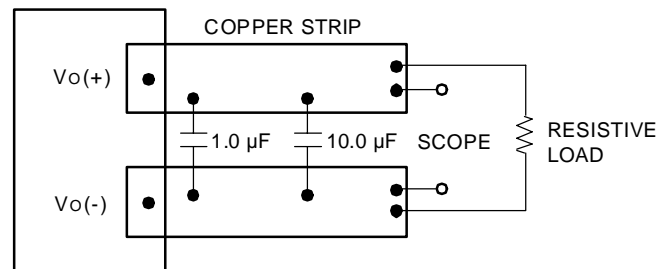 COPPER STRIP
VO(+)
1.0 µF
10.0 µF
SCOPE
RESISTIVE
LOAD
VO(-)